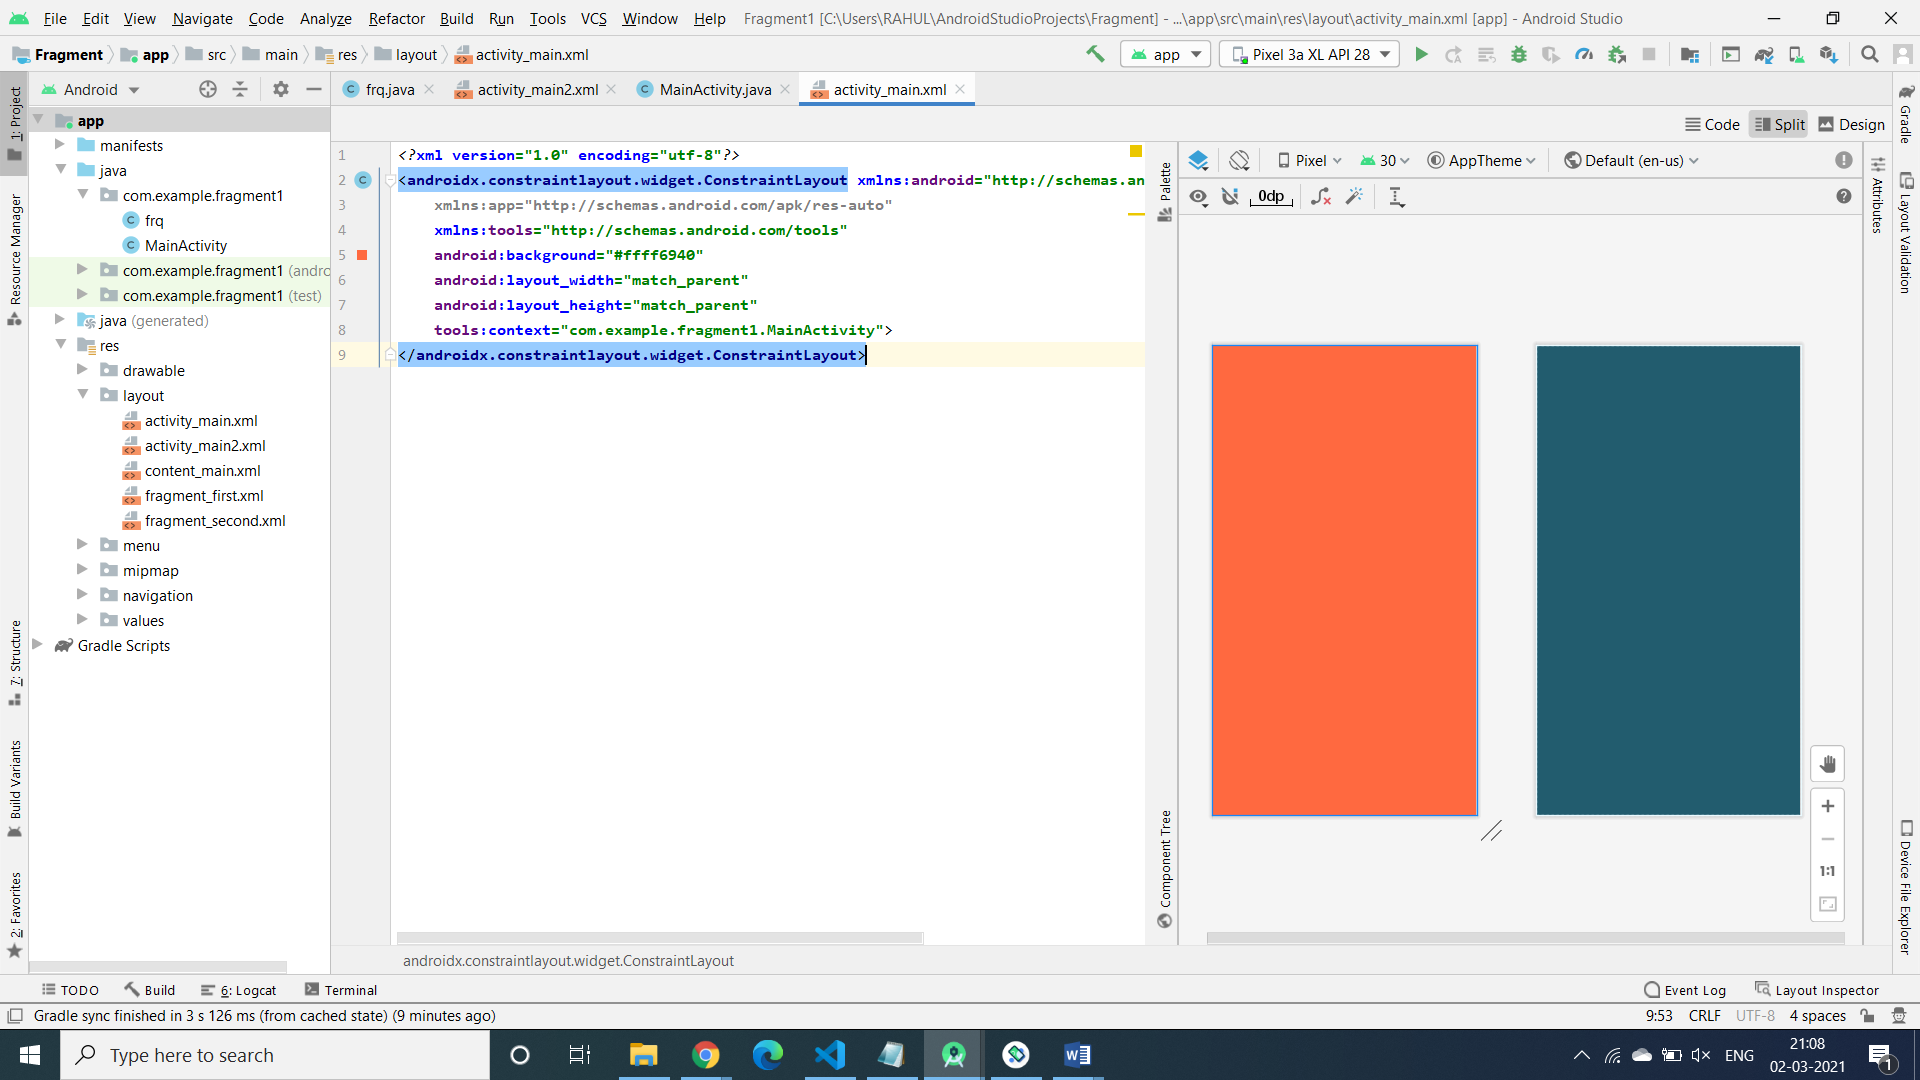 File Edit View Navigate Code Analyze Refactor Build Run Tools VCS Window Help Fragment1 [C:\Users\RAHUL\AndroidStudioProjects\Fragment] - ...\app\src\main\res\layout\activity_main.xml [app] - Android Studio
Fragment app src main res layout activity_main.xml app Pixel 3a XL API 28
Android frq.java activity_main2.xml MainActivity.java activity_main.xml
Code Split Design
1: Project
Resource Manager
7: Structure
Build Variants
2: Favorites
app
manifests
java
com.example.fragment1
frq
MainActivity
com.example.fragment1 (andro
com.example.fragment1 (test)
java (generated)
res
drawable
layout
activity_main.xml
activity_main2.xml
content_main.xml
fragment_first.xml
fragment_second.xml
menu
mipmap
navigation
values
Gradle Scripts
1 <?xml version="1.0" encoding="utf-8"?>
2 C <androidx.constraintlayout.widget.ConstraintLayout xmlns:android="http://schemas.an
3 xmlns:app="http://schemas.android.com/apk/res-auto"
4 xmlns:tools="http://schemas.android.com/tools"
5 android:background="#ffff6940"
6 android:layout_width="match_parent"
7 android:layout_height="match_parent"
8 tools:context="com.example.fragment1.MainActivity">
9 </androidx.constraintlayout.widget.ConstraintLayout>
androidx.constraintlayout.widget.ConstraintLayout
Palette
Component Tree
Pixel 30 AppTheme Default (en-us)
0dp
1:1
Attributes
Gradle
Layout Validation
Device File Explorer
TODO Build 6: Logcat Terminal Event Log Layout Inspector
Gradle sync finished in 3 s 126 ms (from cached state) (9 minutes ago) 9:53 CRLF UTF-8 4 spaces
Type here to search ENG 21:08
02-03-2021
1